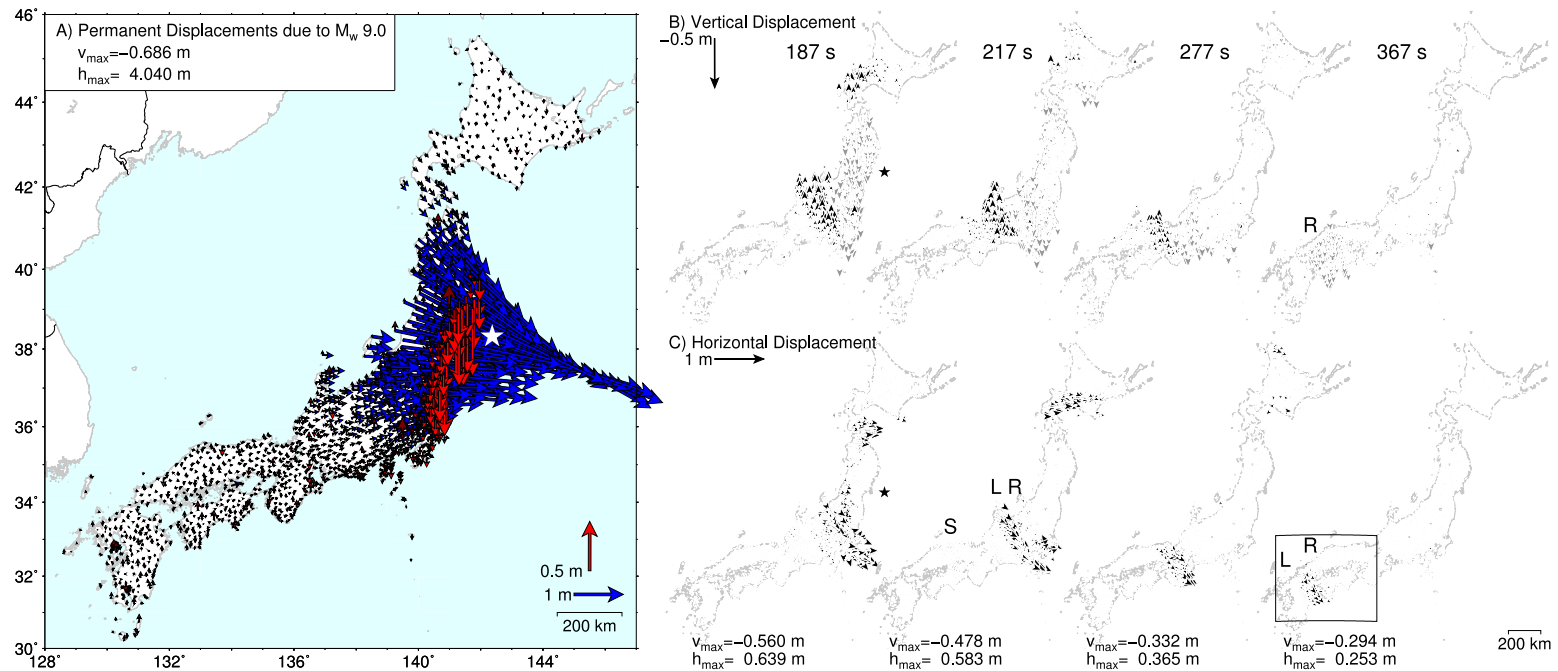 A) Permanent Displacements due to Mw 9.0
vmax=−0.686 m
hmax= 4.040 m
46˚
44˚
42˚
40˚
38˚
36˚
34˚
32˚
30˚
128˚ 132˚ 136˚ 140˚ 144˚
0.5 m
1 m
200 km
B) Vertical Displacement
−0.5 m
187 s 217 s 277 s 367 s
R
C) Horizontal Displacement
1 m
L R
S
R
L
vmax=−0.560 m
hmax= 0.639 m
vmax=−0.478 m
hmax= 0.583 m
vmax=−0.332 m
hmax= 0.365 m
vmax=−0.294 m
hmax= 0.253 m
200 km